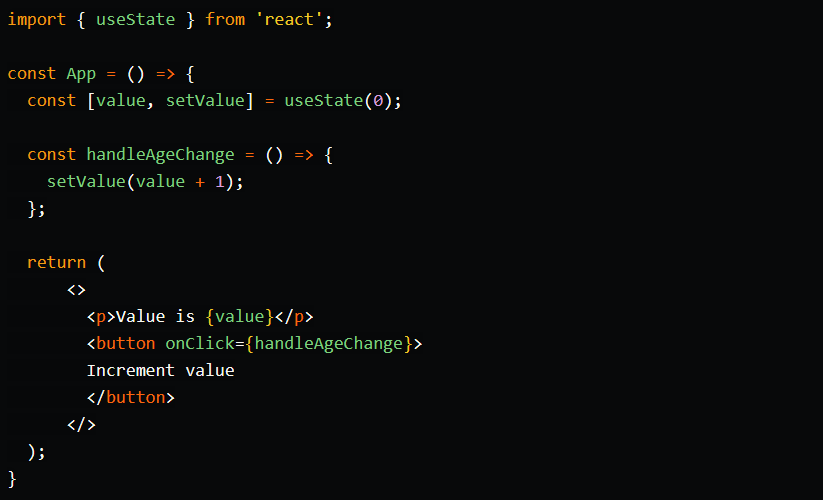 import { useState } from 'react';

const App = () => {
  const [value, setValue] = useState(0);

  const handleAgeChange = () => {
    setValue(value + 1);
  };

  return (
      <>
        <p>Value is {value}</p>
        <button onClick={handleAgeChange}>
        Increment value
        </button>
      </>
  );
}